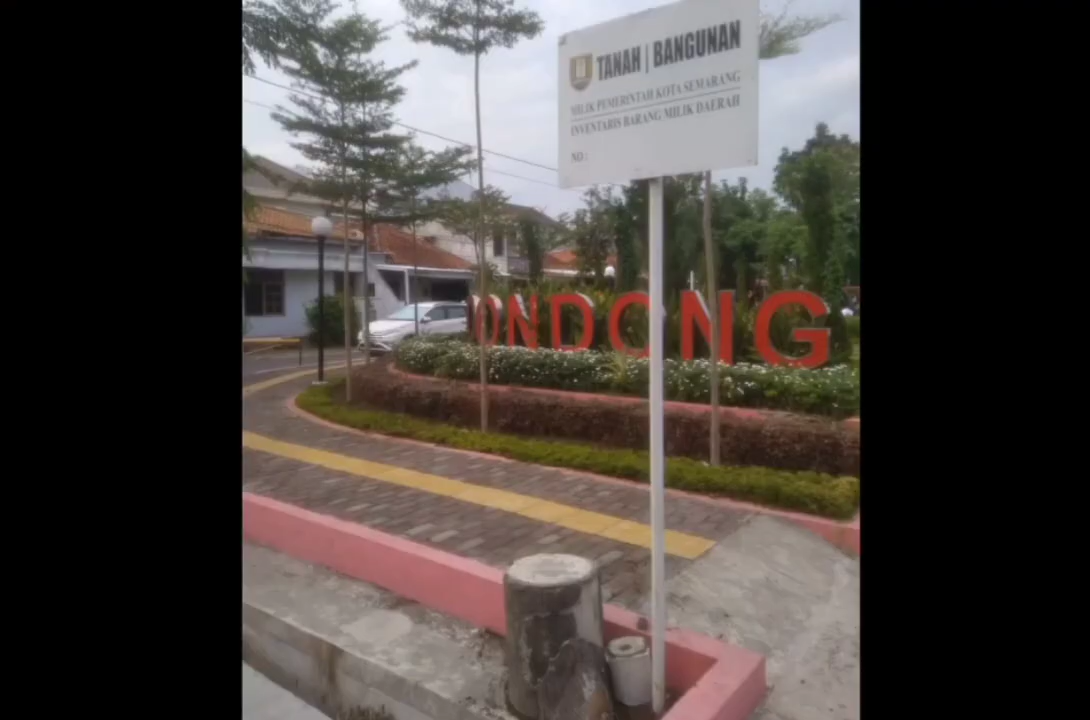 TANAH | BANGUNAN
MILIK PEMERINTAH KOTA SEMARANG
INVENTARIS BARANG MILIK DAERAH
NO :
ONDONG